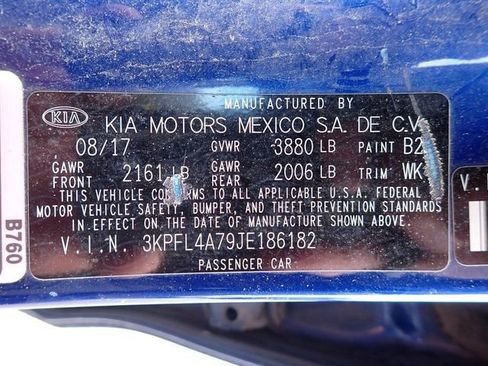 MANUFACTURED BY
KIA KIA MOTORS MEXICO S.A. DE C.V.
08/17 GVWR 3880 LB PAINT B2
GAWR FRONT 2161 LB GAWR REAR 2006 LB TRIM WK
THIS VEHICLE CONFORMS TO ALL APPLICABLE U.S.A. FEDERAL
MOTOR VEHICLE SAFETY, BUMPER, AND THEFT PREVENTION STANDARDS
IN EFFECT ON THE DATE OF MANUFACTURE SHOWN ABOVE.
V.I.N. 3KPFL4A79JE186182
PASSENGER CAR
B760